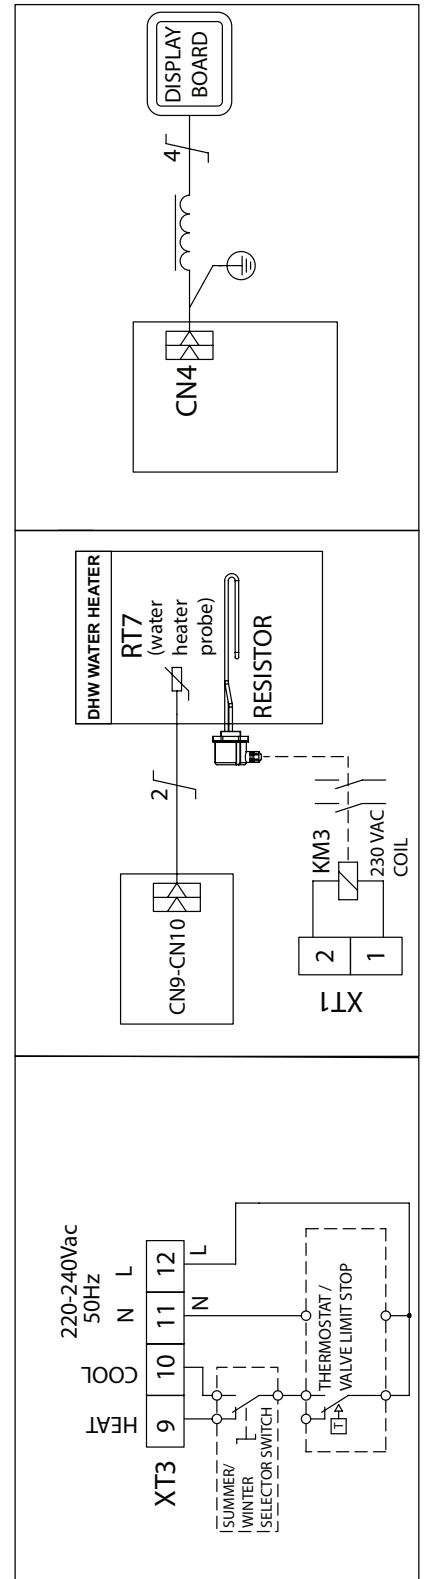 220-240Vac
50Hz
N
L
HEAT
COOL
XT3
9
10
11
12
N
L
SUMMER/
WINTER
SELECTOR SWITCH
THERMOSTAT /
VALVE LIMIT STOP
T
DHW WATER HEATER
RT7
(water
heater
probe)
RESISTOR
2
CN9-CN10
KM3
230 VAC
COIL
2
1
XT1
DISPLAY
BOARD
4
CN4